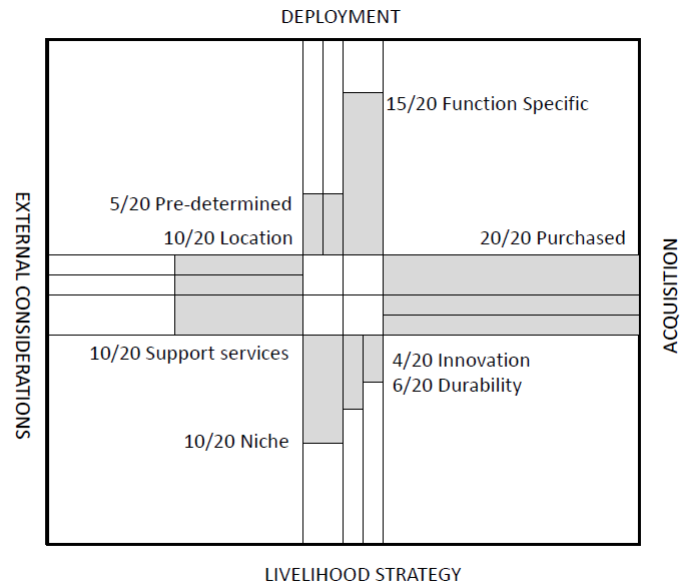 DEPLOYMENT
15/20 Function Specific
5/20 Pre-determined
10/20 Location
20/20 Purchased
EXTERNAL CONSIDERATIONS
ACQUISITION
10/20 Support services
4/20 Innovation
6/20 Durability
10/20 Niche
LIVELIHOOD STRATEGY